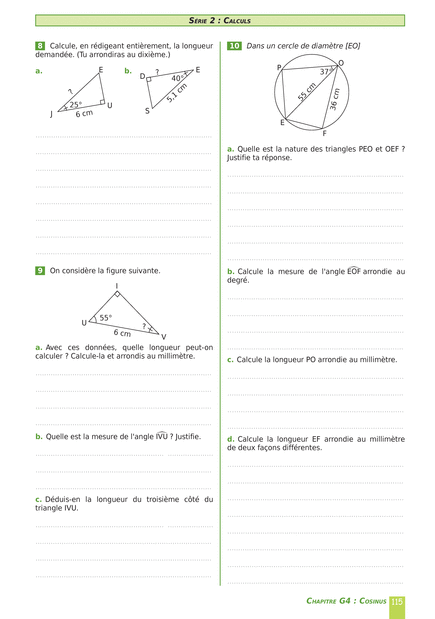 SÉRIE 2 : CALCULS
8 Calcule, en rédigeant entièrement, la longueur
demandée. (Tu arrondiras au dixième.)
a.
E
?
25°
J
6 cm
U
b.
D
?
E
40°
5,1 cm
S
9 On considère la figure suivante.
I
U
55°
6 cm
?
V
a. Avec ces données, quelle longueur peut-on
calculer ? Calcule-la et arrondis au millimètre.
b. Quelle est la mesure de l'angle IVU ? Justifie.
c. Déduis-en la longueur du troisième côté du
triangle IVU.
10 Dans un cercle de diamètre [EO]
P
O
37°
55 cm
36 cm
E
F
a. Quelle est la nature des triangles PEO et OEF ?
Justifie ta réponse.
b. Calcule la mesure de l'angle EOF arrondie au
degré.
c. Calcule la longueur PO arrondie au millimètre.
d. Calcule la longueur EF arrondie au millimètre
de deux façons différentes.
CHAPITRE G4 : COSINUS 115